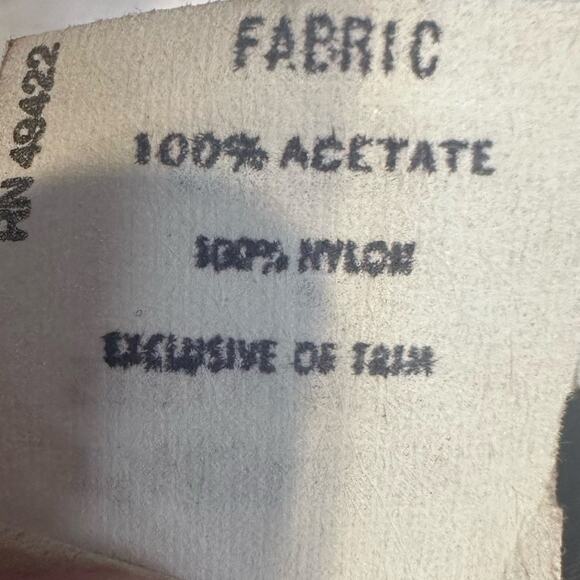 FABRIC
100% ACETATE
100% NYLON
EXCLUSIVE OF TRIM
RN 49422